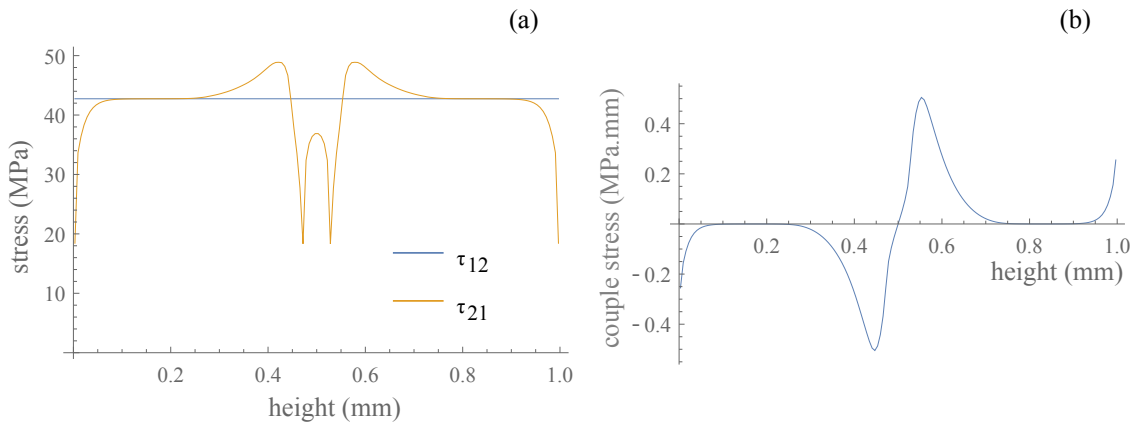 (a)
50
40
30
20
10
stress (MPa)
τ12
τ21
0.2 0.4 0.6 0.8 1.0
height (mm)
(b)
0.4
0.2
-0.2
-0.4
couple stress (MPa.mm)
0.2 0.4 0.6 0.8 1.0
height (mm)